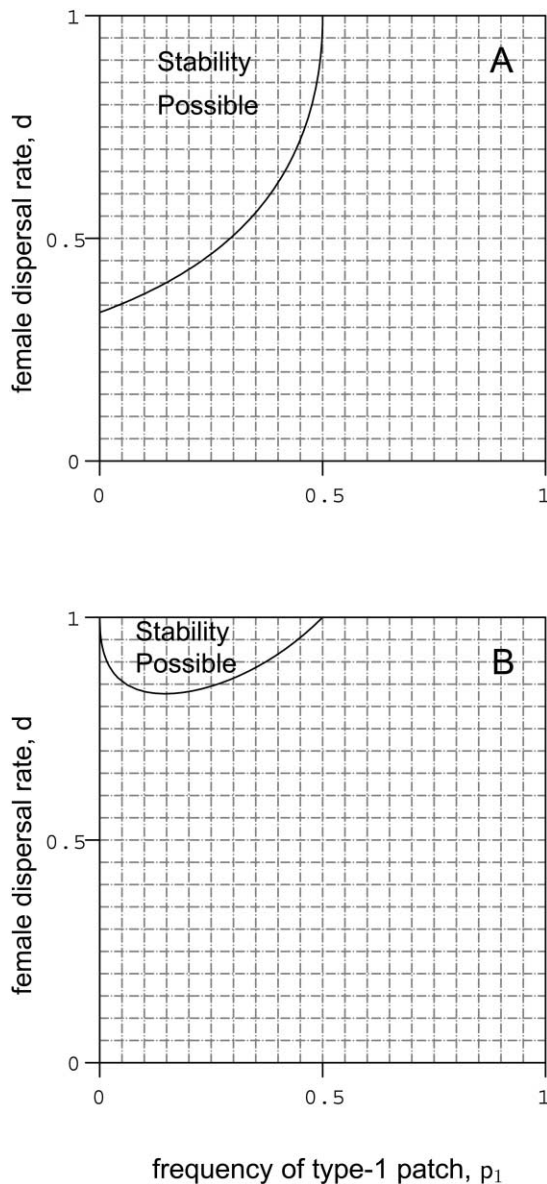 1
Stability
A
Possible
female dispersal rate, d
0.5
0
0
0.5
1
1
Stability
Possible
B
female dispersal rate, d
0.5
0
0
0.5
1
frequency of type-1 patch, p₁